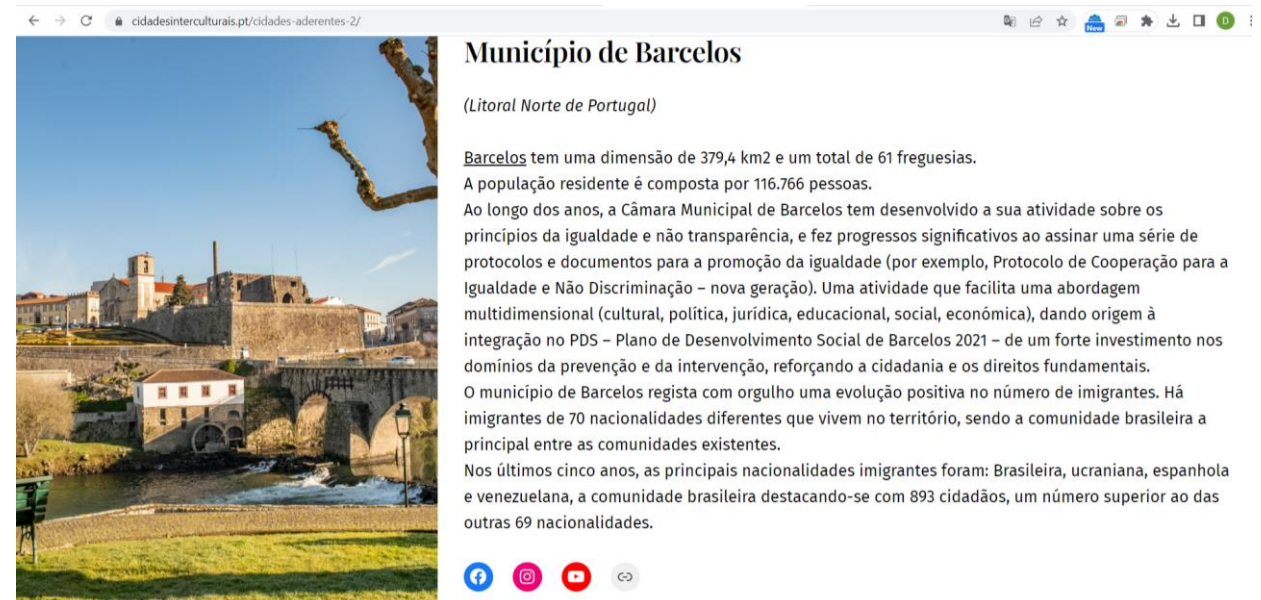 cidadesinterculturais.pt/cidades-aderentes-2/
New
D
Município de Barcelos
(Litoral Norte de Portugal)
Barcelos tem uma dimensão de 379,4 km2 e um total de 61 freguesias.
A população residente é composta por 116.766 pessoas.
Ao longo dos anos, a Câmara Municipal de Barcelos tem desenvolvido a sua atividade sobre os
princípios da igualdade e não transparência, e fez progressos significativos ao assinar uma série de
protocolos e documentos para a promoção da igualdade (por exemplo, Protocolo de Cooperação para a
Igualdade e Não Discriminação – nova geração). Uma atividade que facilita uma abordagem
multidimensional (cultural, política, jurídica, educacional, social, económica), dando origem à
integração no PDS – Plano de Desenvolvimento Social de Barcelos 2021 – de um forte investimento nos
domínios da prevenção e da intervenção, reforçando a cidadania e os direitos fundamentais.
O município de Barcelos regista com orgulho uma evolução positiva no número de imigrantes. Há
imigrantes de 70 nacionalidades diferentes que vivem no território, sendo a comunidade brasileira a
principal entre as comunidades existentes.
Nos últimos cinco anos, as principais nacionalidades imigrantes foram: Brasileira, ucraniana, espanhola
e venezuelana, a comunidade brasileira destacando-se com 893 cidadãos, um número superior ao das
outras 69 nacionalidades.